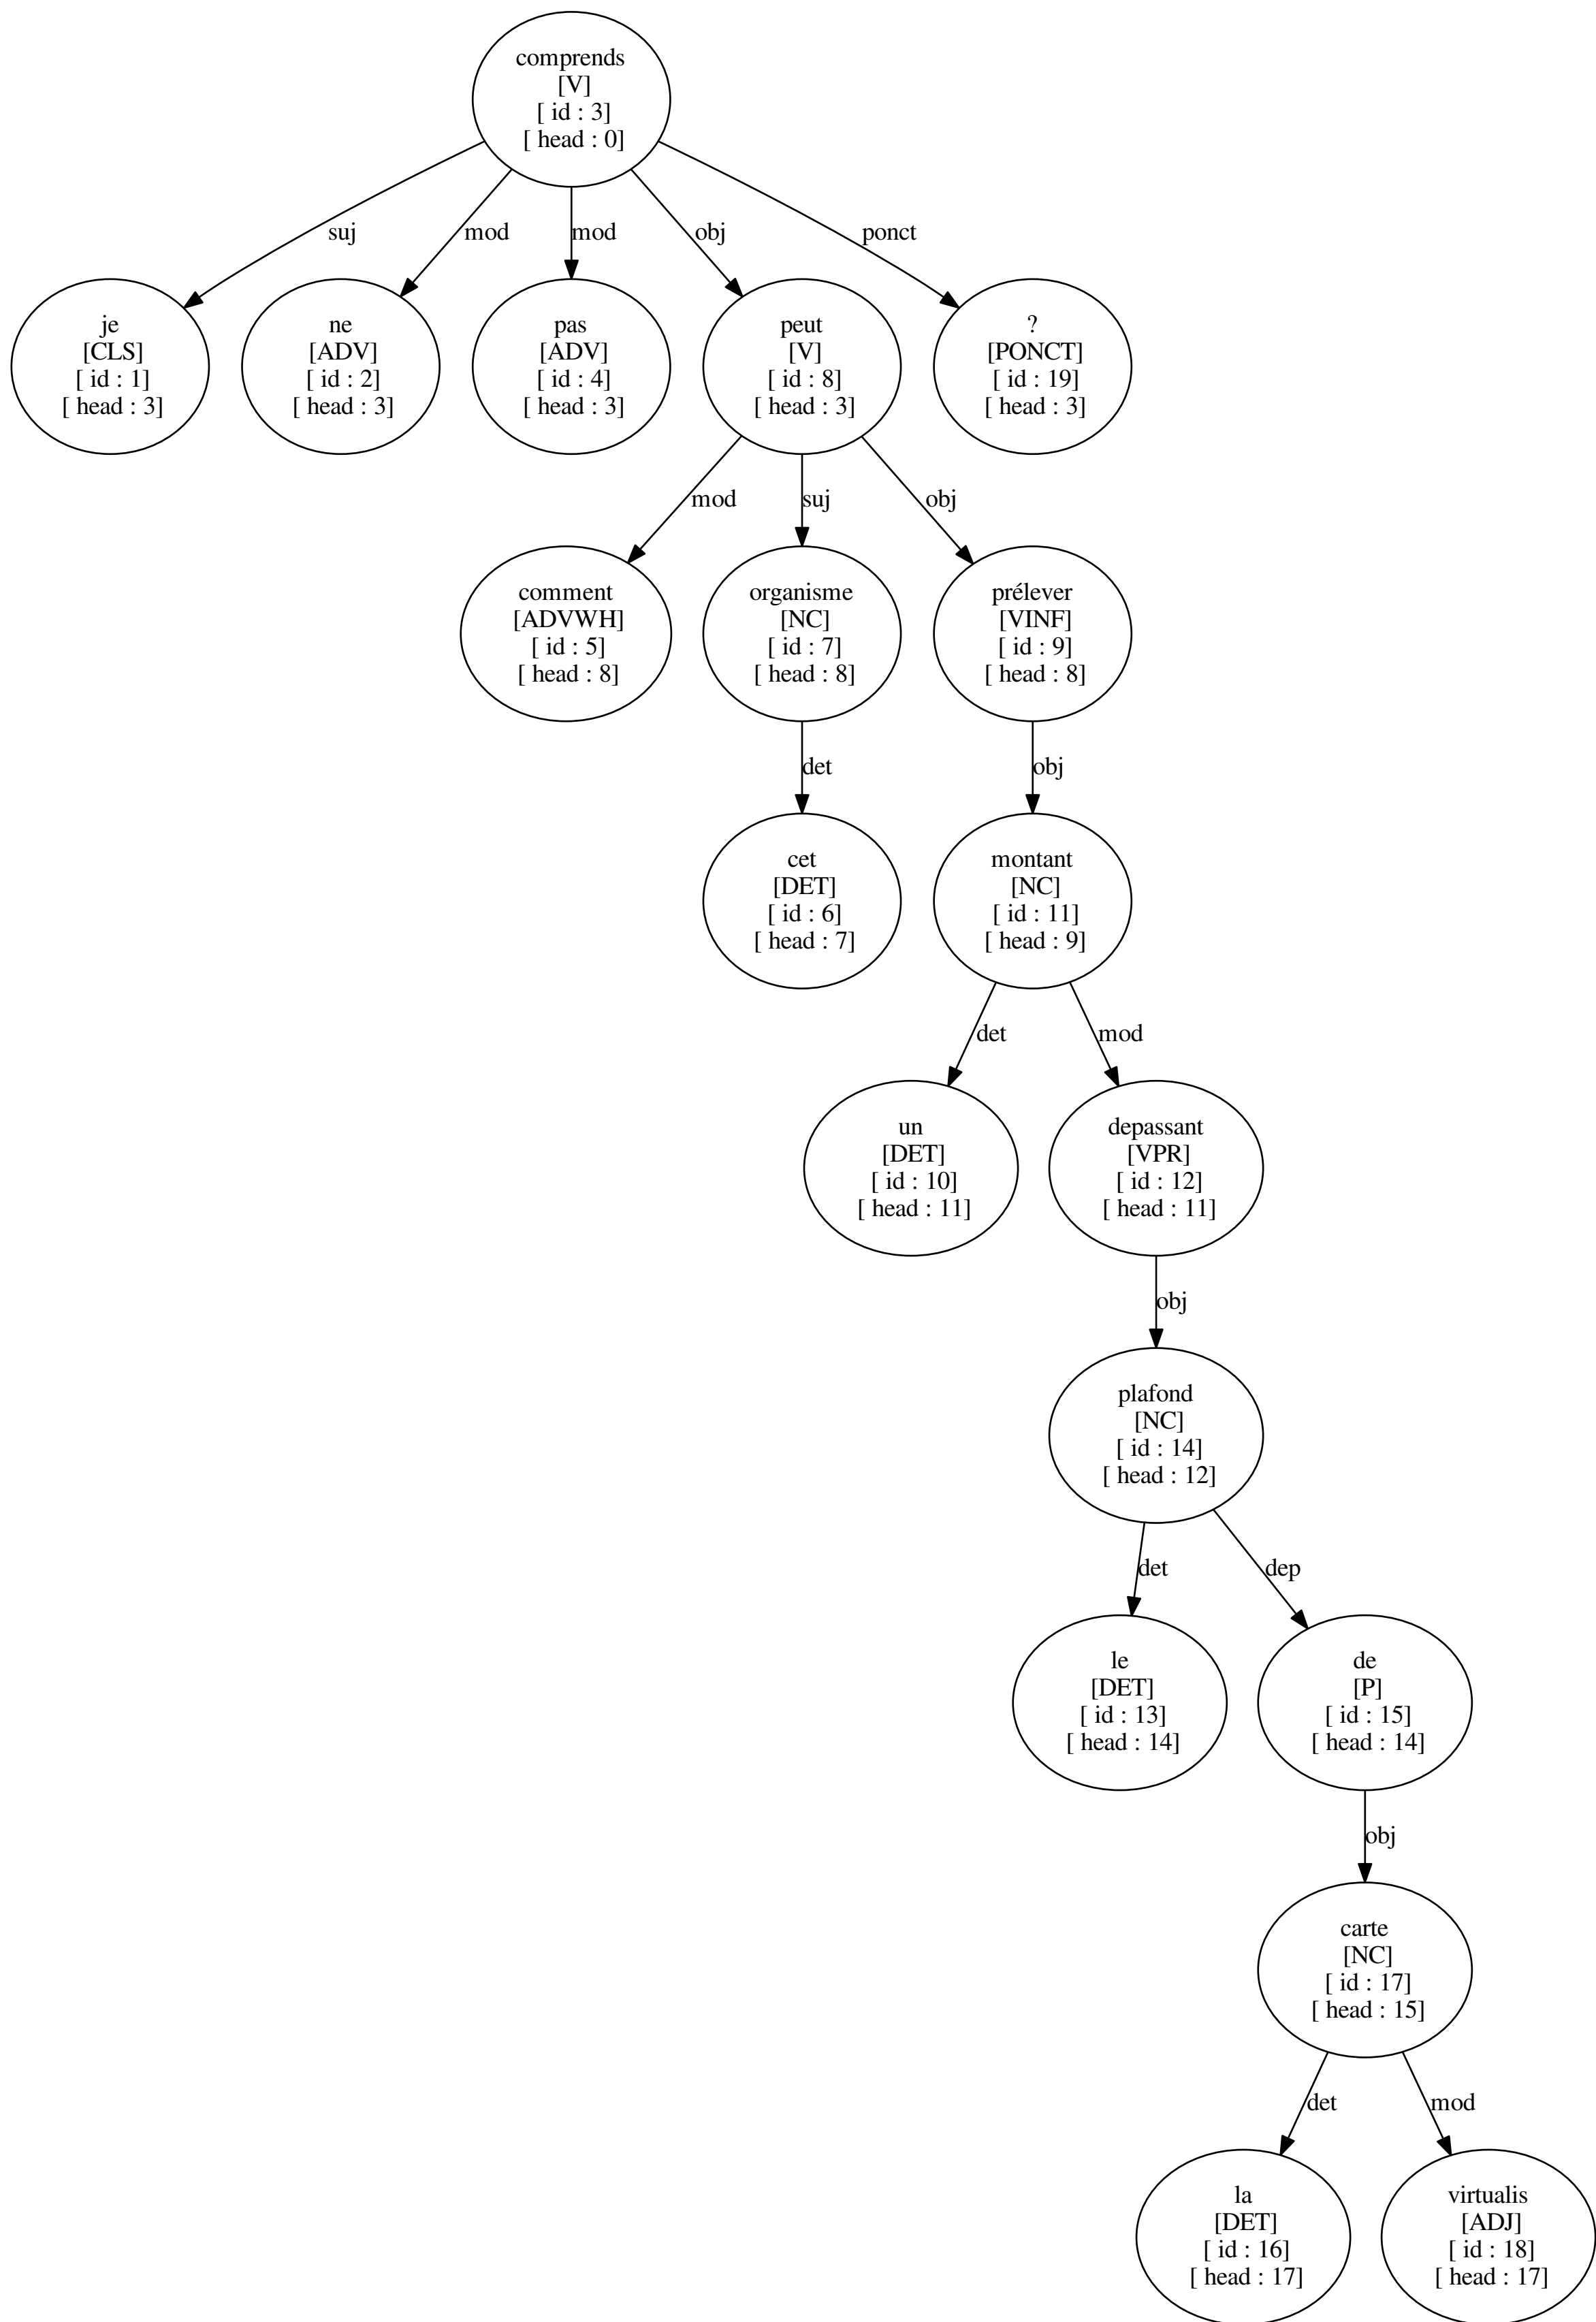 comprends
[V]
[ id : 3]
[ head : 0]
suj
mod
mod
obj
ponct
je
[CLS]
[ id : 1]
[ head : 3]
ne
[ADV]
[ id : 2]
[ head : 3]
pas
[ADV]
[ id : 4]
[ head : 3]
peut
[V]
[ id : 8]
[ head : 3]
?
[PONCT]
[ id : 19]
[ head : 3]
mod
suj
obj
comment
[ADVWH]
[ id : 5]
[ head : 8]
organisme
[NC]
[ id : 7]
[ head : 8]
prélever
[VINF]
[ id : 9]
[ head : 8]
det
obj
cet
[DET]
[ id : 6]
[ head : 7]
montant
[NC]
[ id : 11]
[ head : 9]
det
mod
un
[DET]
[ id : 10]
[ head : 11]
depassant
[VPR]
[ id : 12]
[ head : 11]
obj
plafond
[NC]
[ id : 14]
[ head : 12]
det
dep
le
[DET]
[ id : 13]
[ head : 14]
de
[P]
[ id : 15]
[ head : 14]
obj
carte
[NC]
[ id : 17]
[ head : 15]
det
mod
la
[DET]
[ id : 16]
[ head : 17]
virtualis
[ADJ]
[ id : 18]
[ head : 17]